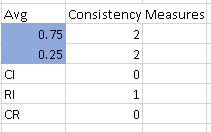 Avg Consistency Measures
0.75 2
0.25 2
CI 0
RI 1
CR 0